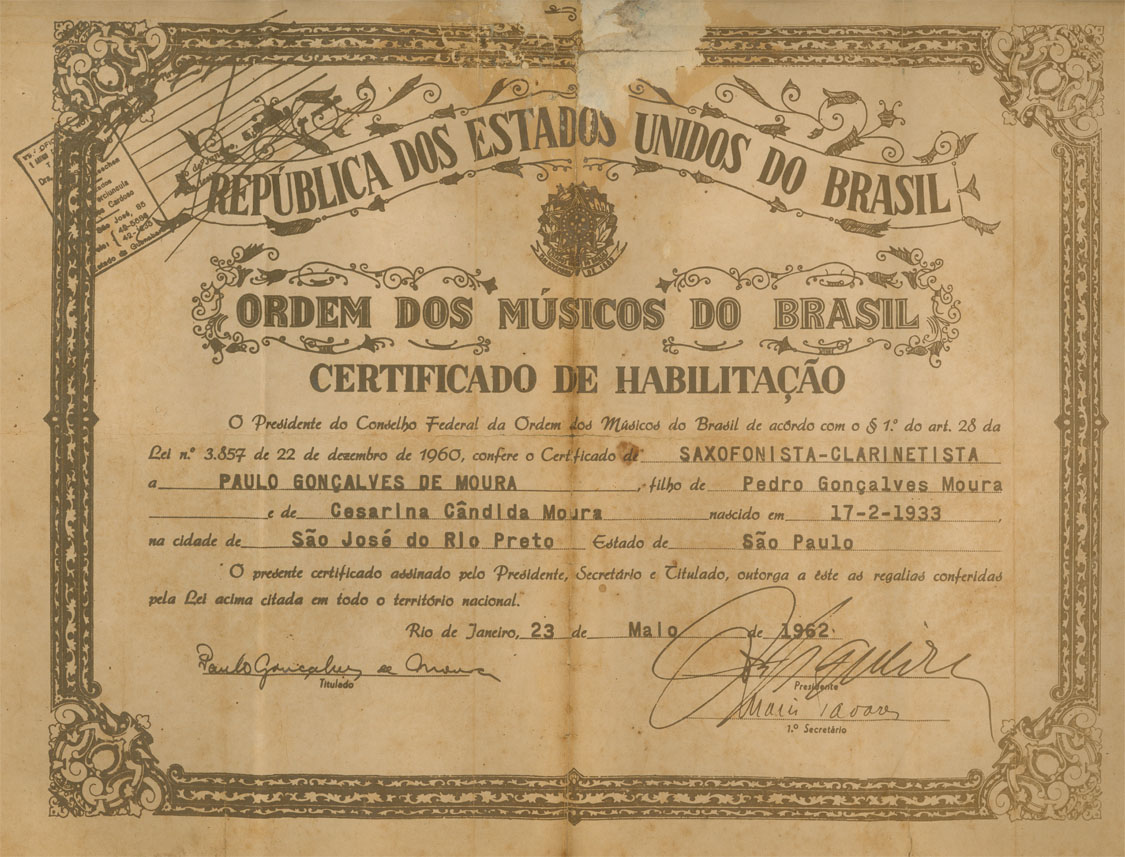 REPÚBLICA DOS ESTADOS UNIDOS DO BRASIL
Cardoso
São José, 85
ORDEM DOS MÚSICOS DO BRASIL
CERTIFICADO DE HABILITAÇÃO
O Presidente do Conselho Federal da Ordem dos Músicos do Brasil de acôrdo com o § 1.º do art. 28 da
Lei n.º 3.857 de 22 de dezembro de 1960, confere o Certificado de SAXOFONISTA-CLARINETISTA
a PAULO GONÇALVES DE MOURA, filho de Pedro Gonçalves Moura
e de Cesarina Cândida Moura nascido em 17-2-1933,
na cidade de São José do Rio Preto Estado de São Paulo
O presente certificado assinado pelo Presidente, Secretário e Titulado, outorga a êste as regalias conferidas
pela Lei acima citada em todo o território nacional.
Rio de Janeiro, 23 de Maio de 1962
Paulo Gonçalves de Moura
Titulado
Presidente
Tavares
1.º Secretário